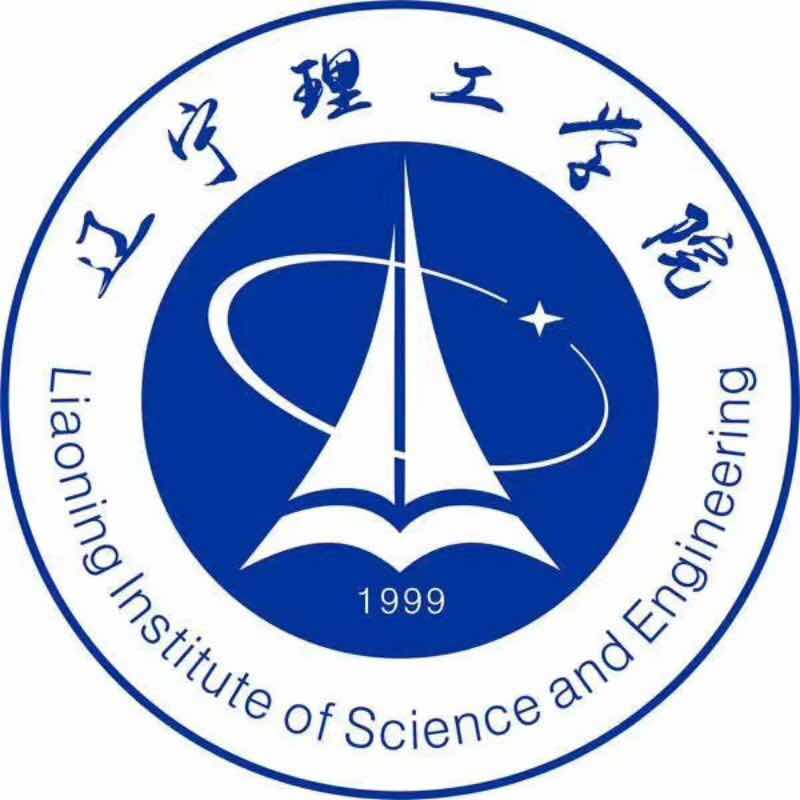 辽宁理工学院
1999
Liaoning Institute of Science and Engineering